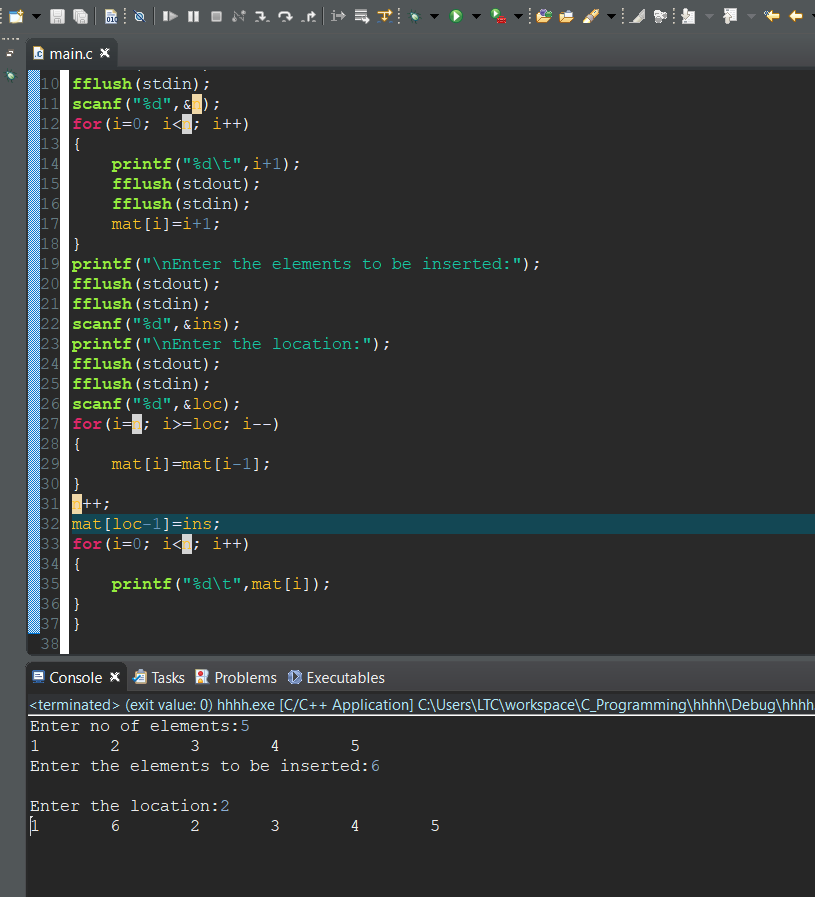 main.c
10 fflush(stdin);
11 scanf("%d",&n);
12 for(i=0; i<n; i++)
13 {
14     printf("%d\t",i+1);
15     fflush(stdout);
16     fflush(stdin);
17     mat[i]=i+1;
18 }
19 printf("\nEnter the elements to be inserted:");
20 fflush(stdout);
21 fflush(stdin);
22 scanf("%d",&ins);
23 printf("\nEnter the location:");
24 fflush(stdout);
25 fflush(stdin);
26 scanf("%d",&loc);
27 for(i=n; i>=loc; i--)
28 {
29     mat[i]=mat[i-1];
30 }
31 n++;
32 mat[loc-1]=ins;
33 for(i=0; i<n; i++)
34 {
35     printf("%d\t",mat[i]);
36 }
37 }
38
Console Tasks Problems Executables
<terminated> (exit value: 0) hhhh.exe [C/C++ Application] C:\Users\LTC\workspace\C_Programming\hhhh\Debug\hhhh
Enter no of elements:5
1 2 3 4 5
Enter the elements to be inserted:6
Enter the location:2
1 6 2 3 4 5